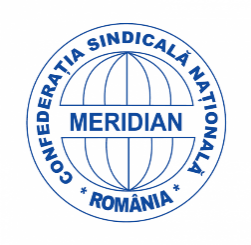 CONFEDERAȚIA SINDICALĂ NAȚIONALĂ
MERIDIAN
* ROMÂNIA *